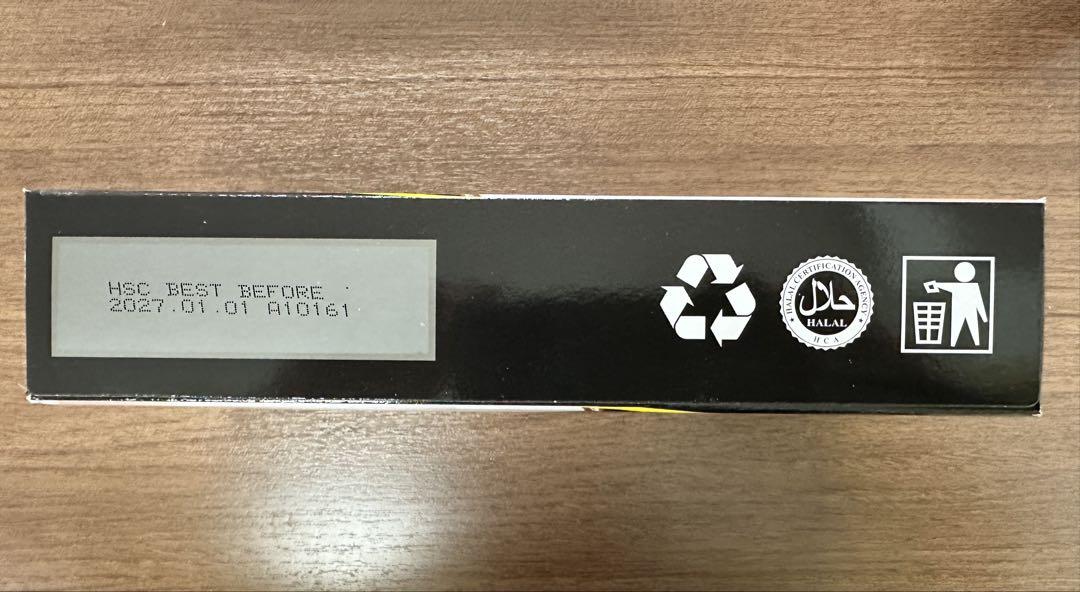 HSC BEST BEFORE
2027.01.01 A10161
HALAL CERTIFICATION AGENCY
حلال
HALAL
HCA